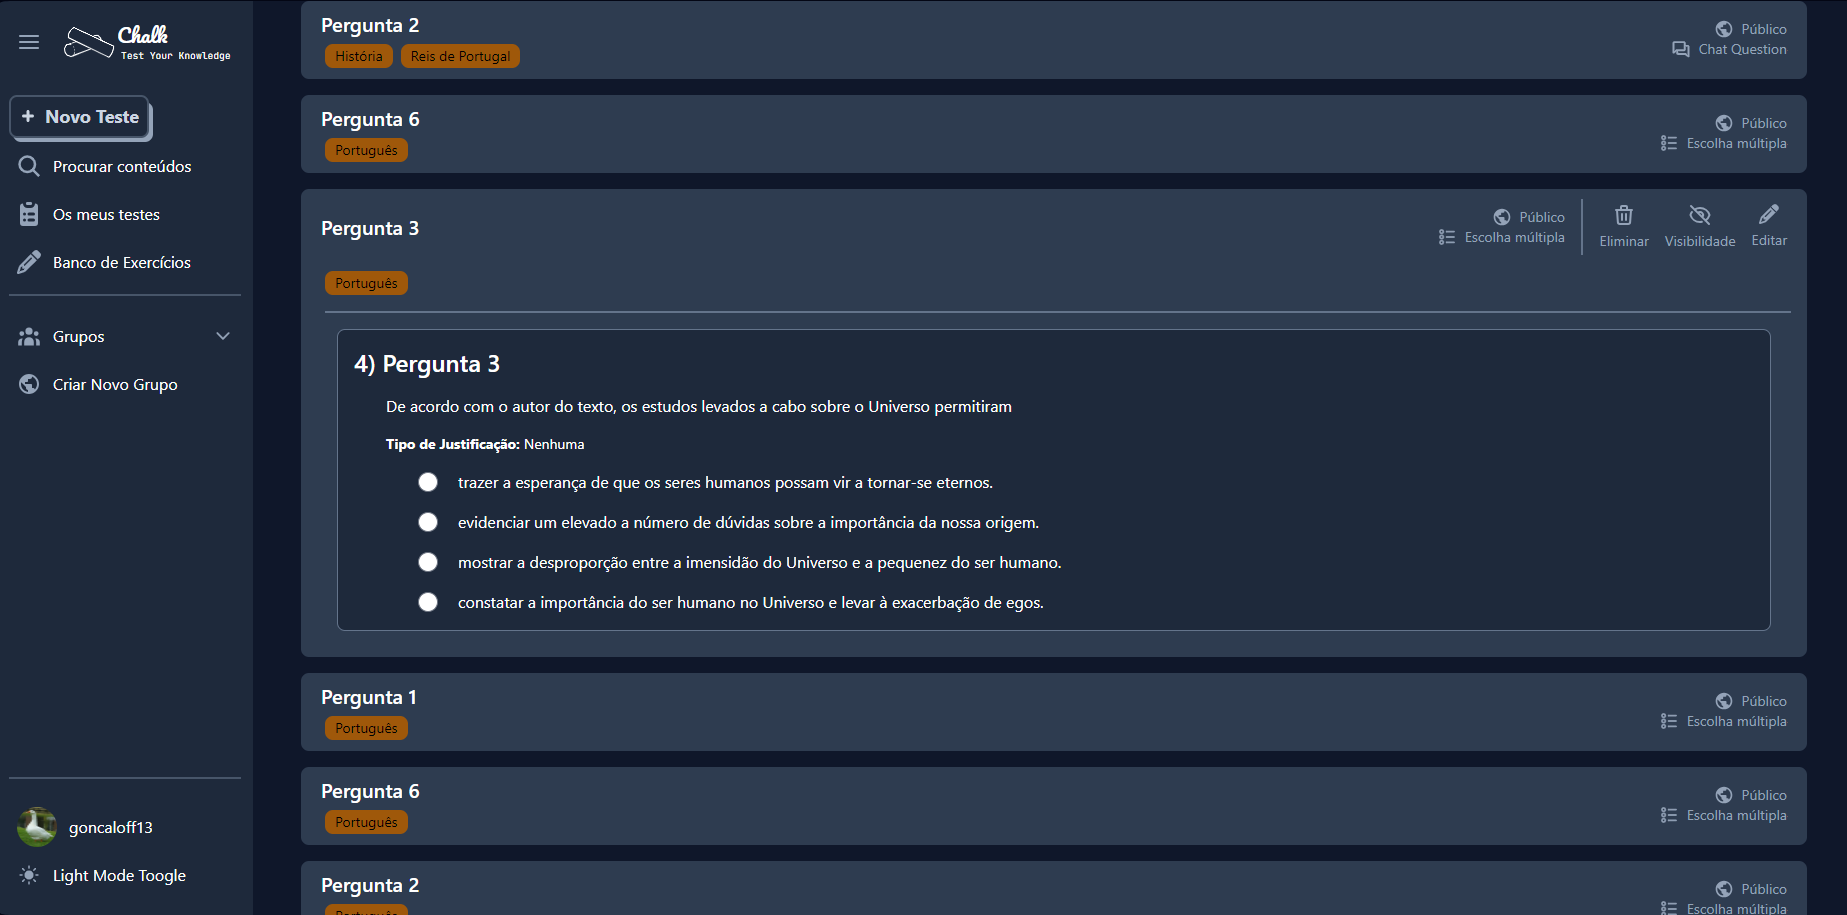 Chalk
Test Your Knowledge
+ Novo Teste
Procurar conteúdos
Os meus testes
Banco de Exercícios
Grupos
Criar Novo Grupo
goncaloff13
Light Mode Toogle
Pergunta 2
História Reis de Portugal
Público
Chat Question
Pergunta 6
Português
Público
Escolha múltipla
Pergunta 3
Público
Escolha múltipla
Eliminar Visibilidade Editar
Português
4) Pergunta 3
De acordo com o autor do texto, os estudos levados a cabo sobre o Universo permitiram
Tipo de Justificação: Nenhuma
trazer a esperança de que os seres humanos possam vir a tornar-se eternos.
evidenciar um elevado a número de dúvidas sobre a importância da nossa origem.
mostrar a desproporção entre a imensidão do Universo e a pequenez do ser humano.
constatar a importância do ser humano no Universo e levar à exacerbação de egos.
Pergunta 1
Português
Público
Escolha múltipla
Pergunta 6
Português
Público
Escolha múltipla
Pergunta 2
Português
Público
Escolha múltipla